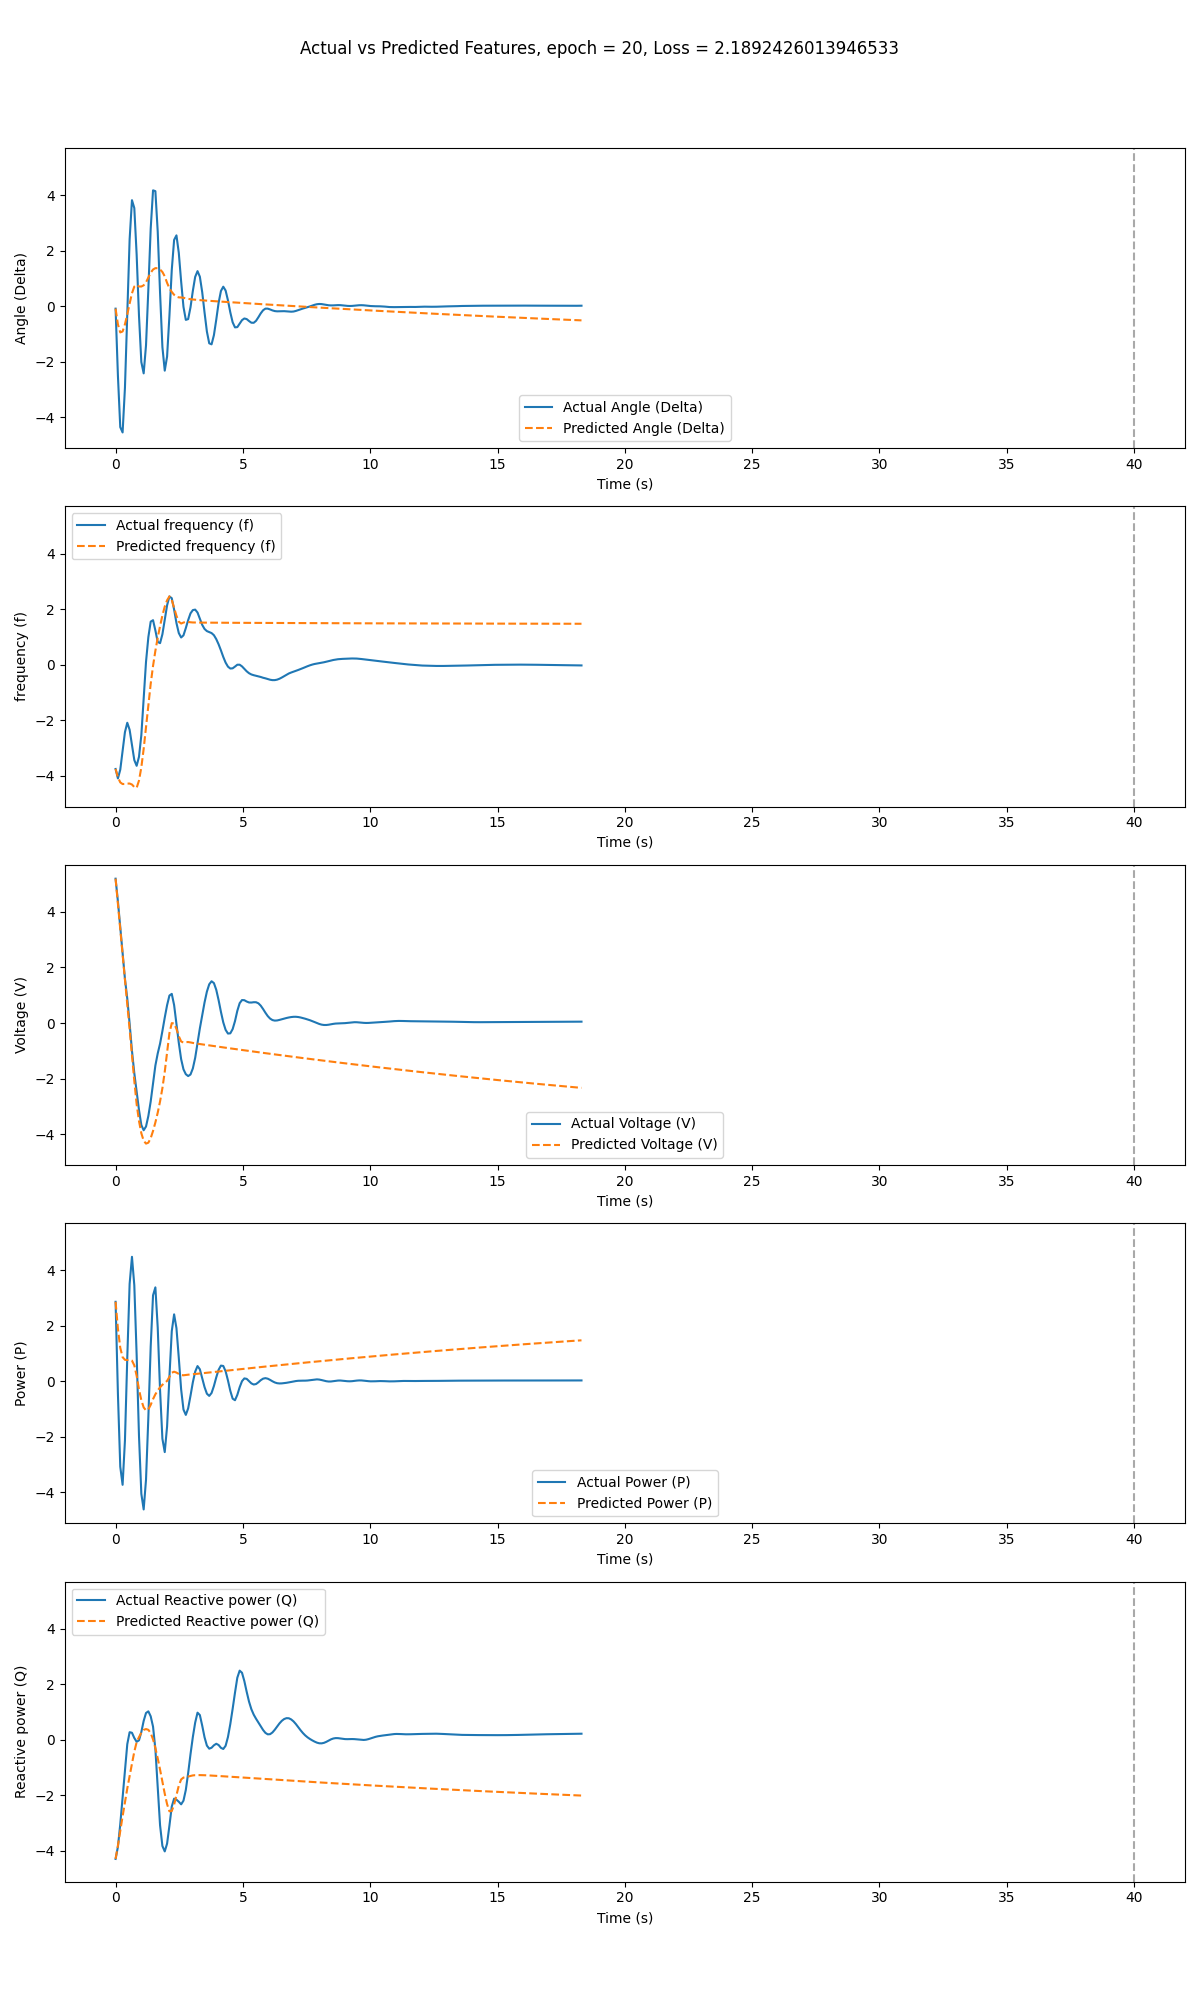 Actual vs Predicted Features, epoch = 20, Loss = 2.1892426013946533
4
2
0
−2
−4
Angle (Delta)
Actual Angle (Delta)
Predicted Angle (Delta)
0 5 10 15 20 25 30 35 40
Time (s)
4
2
0
−2
−4
frequency (f)
Actual frequency (f)
Predicted frequency (f)
0 5 10 15 20 25 30 35 40
Time (s)
4
2
0
−2
−4
Voltage (V)
Actual Voltage (V)
Predicted Voltage (V)
0 5 10 15 20 25 30 35 40
Time (s)
4
2
0
−2
−4
Power (P)
Actual Power (P)
Predicted Power (P)
0 5 10 15 20 25 30 35 40
Time (s)
4
2
0
−2
−4
Reactive power (Q)
Actual Reactive power (Q)
Predicted Reactive power (Q)
0 5 10 15 20 25 30 35 40
Time (s)